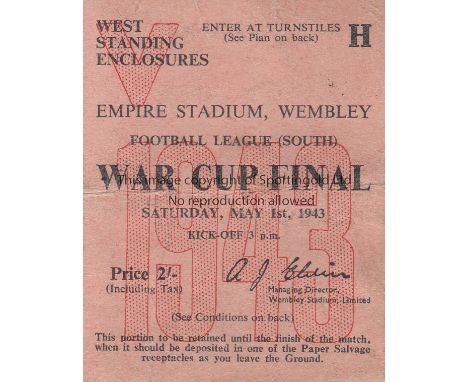 WEST
STANDING
ENCLOSURES
ENTER AT TURNSTILES
(See Plan on back)
H
EMPIRE STADIUM, WEMBLEY
FOOTBALL LEAGUE (SOUTH)
1943
WAR CUP FINAL
This image copyright of Sportingold Ltd.
No reproduction allowed
SATURDAY, MAY 1st, 1943
KICK-OFF 3 p.m.
Price 2/-
(Including Tax)
A J Elvin
Managing Director,
Wembley Stadium, Limited
(See Conditions on back)
This portion to be retained until the finish of the match,
when it should be deposited in one of the Paper Salvage
receptacles as you leave the Ground.